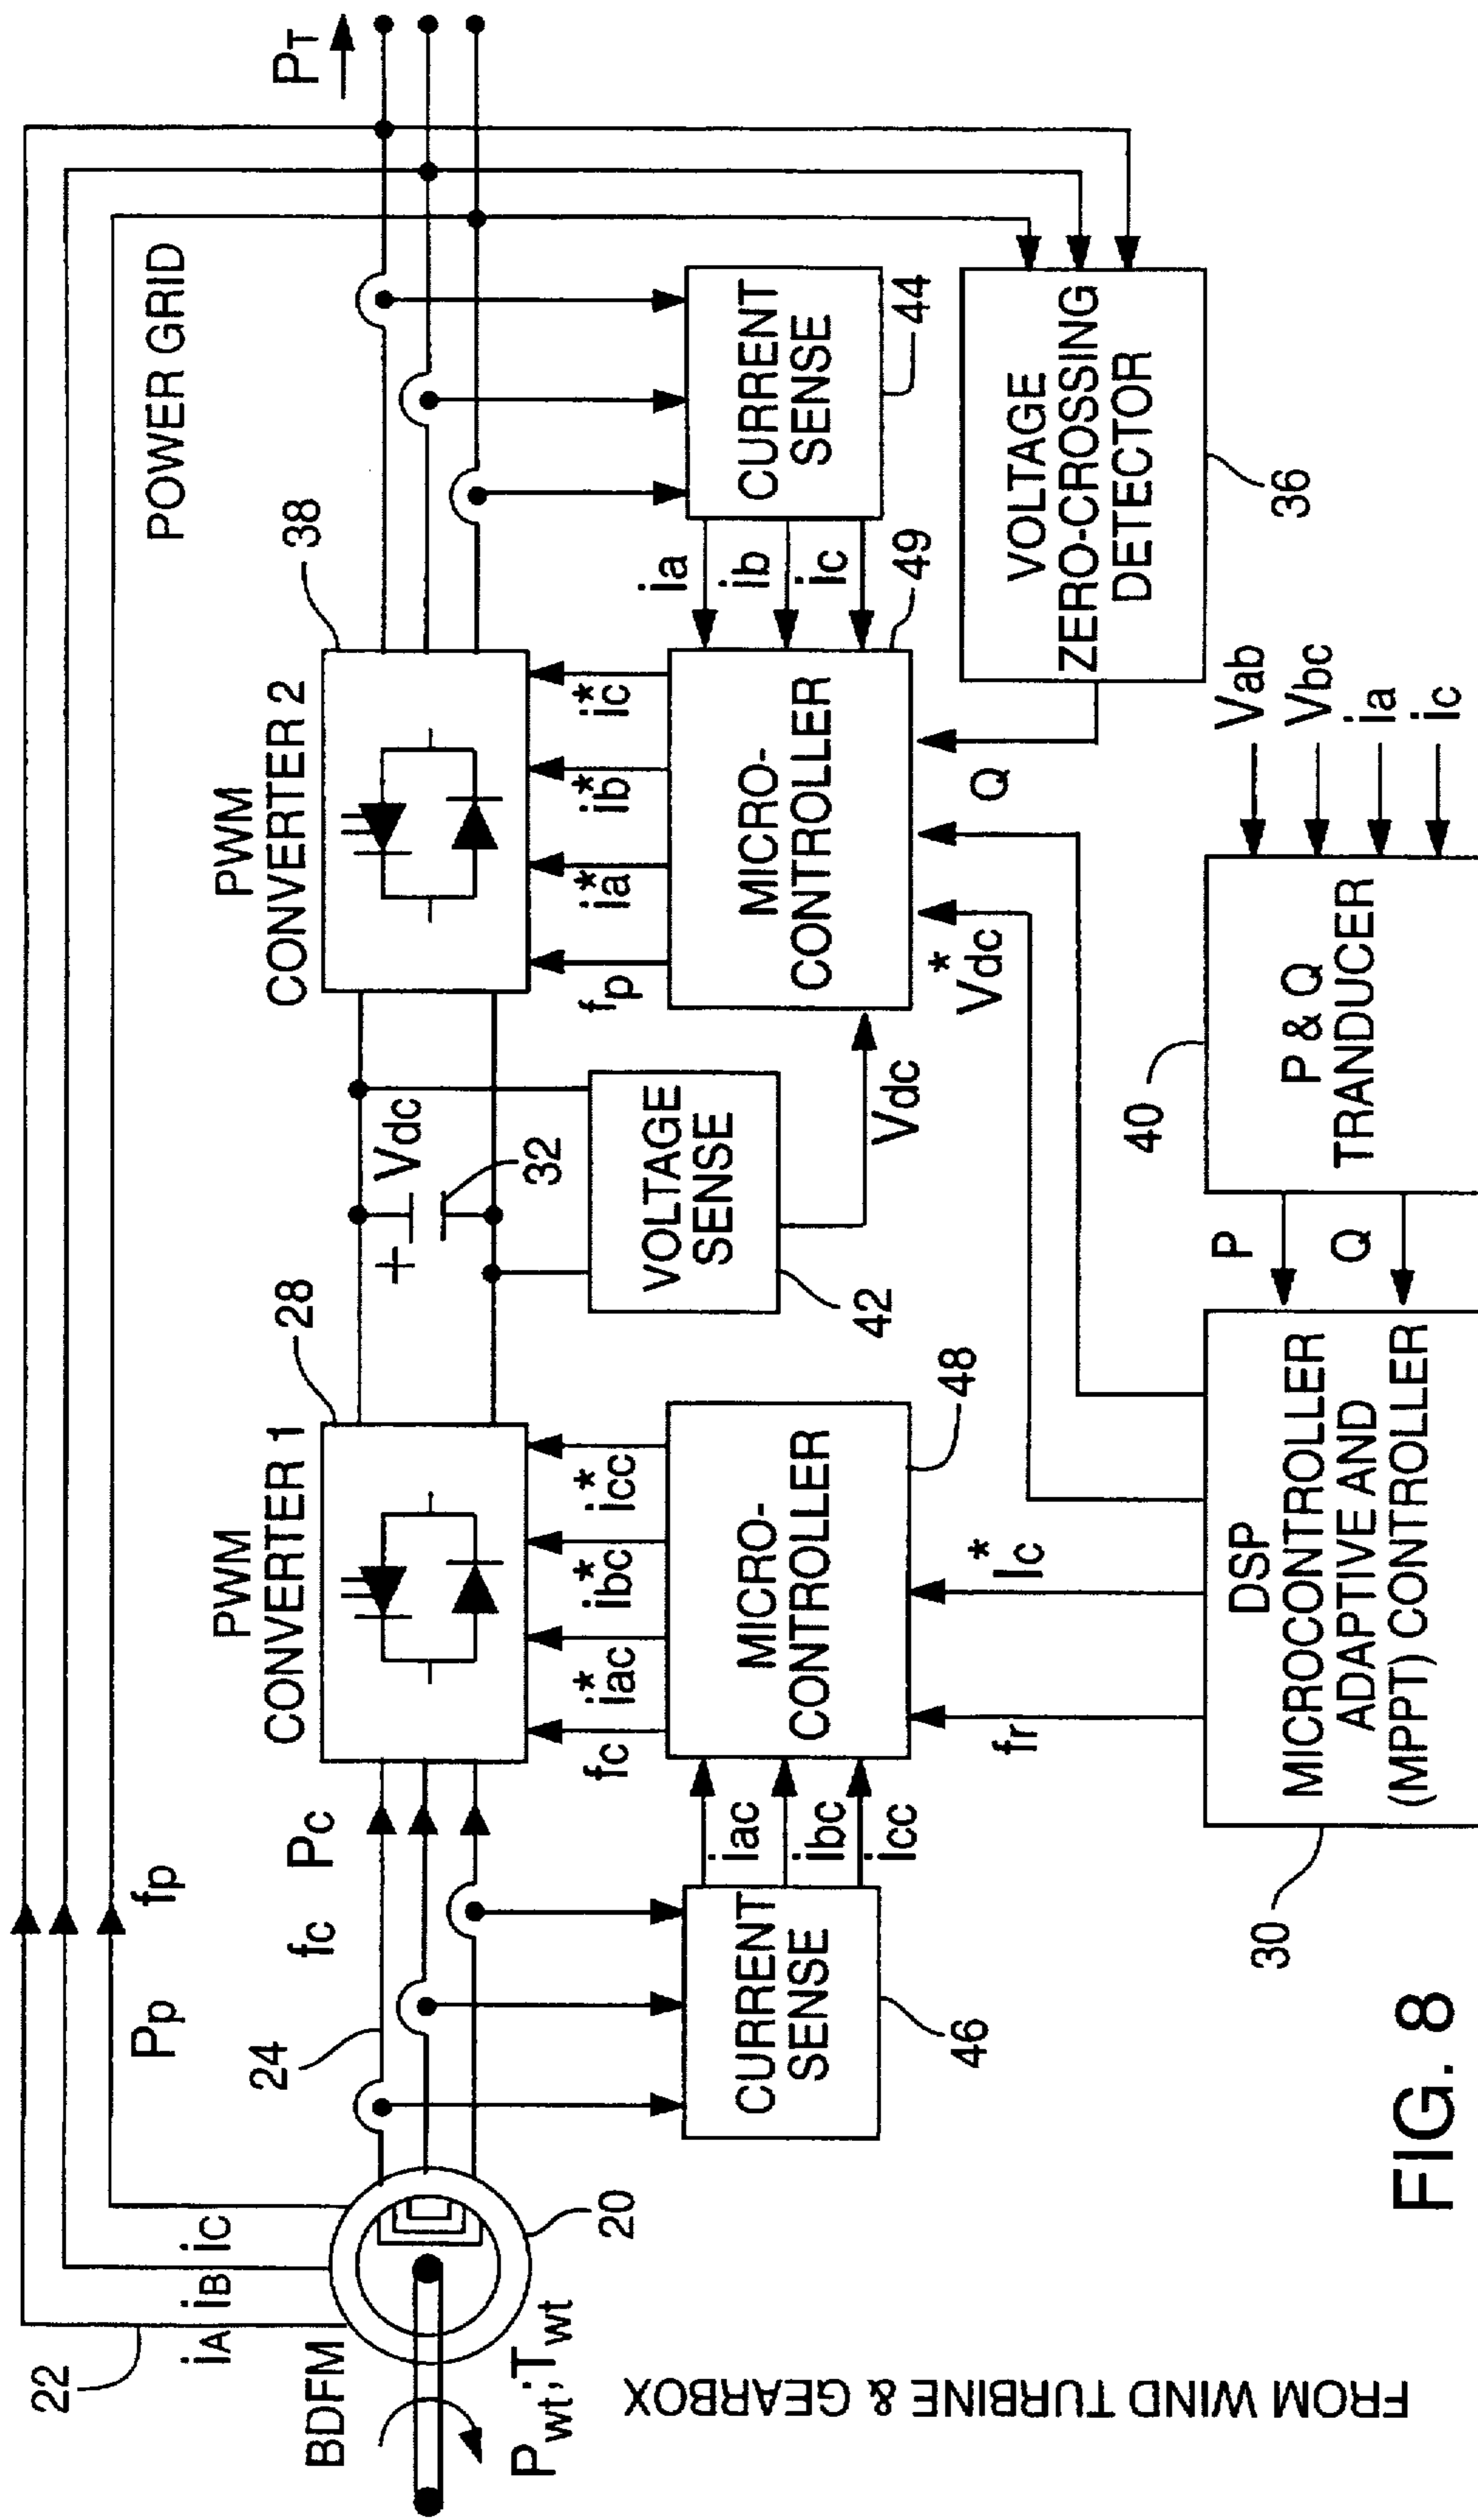 22
iA
iB
iC
Pp
fp
POWER GRID
PT
BDFM
Pwt, Twt
20
FROM WIND TURBINE & GEARBOX
24
fc
Pc
PWM
CONVERTER 1
28
+
Vdc
32
PWM
CONVERTER 2
38
CURRENT
SENSE
46
iac
ibc
icc
fc
i*ac
i*bc
i*cc
MICRO-
CONTROLLER
48
VOLTAGE
SENSE
42
Vdc
fp
i*a
i*b
i*c
MICRO-
CONTROLLER
49
ia
ib
ic
CURRENT
SENSE
44
fr
I*c
V*dc
Q
VOLTAGE
ZERO-CROSSING
DETECTOR
36
30
DSP
MICROCONTROLLER
ADAPTIVE AND
(MPPT) CONTROLLER
P
Q
40
P & Q
TRANDUCER
Vab
Vbc
ia
ic
FIG. 8